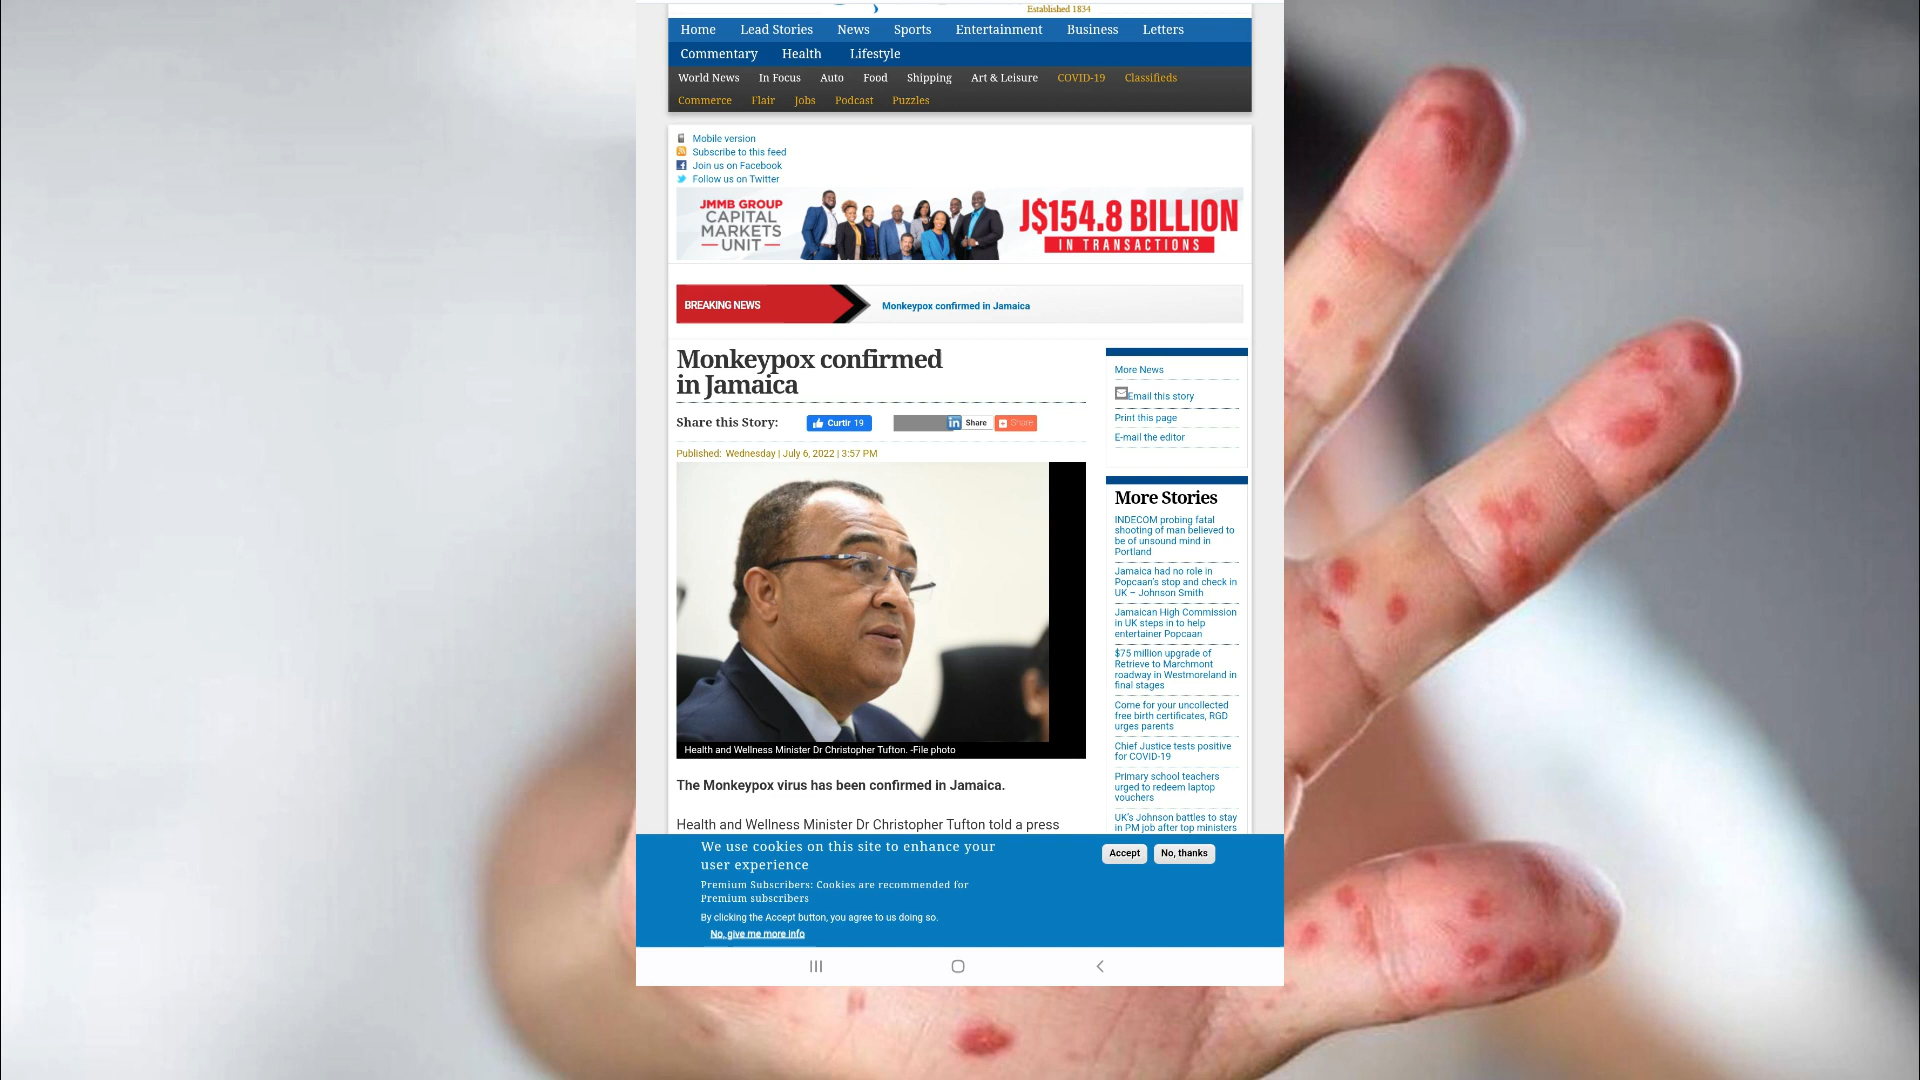 Established 1834
Home Lead Stories News Sports Entertainment Business Letters
Commentary Health Lifestyle
World News In Focus Auto Food Shipping Art & Leisure COVID-19 Classifieds
Commerce Flair Jobs Podcast Puzzles
Mobile version
Subscribe to this feed
Join us on Facebook
Follow us on Twitter
JMMB GROUP
CAPITAL
MARKETS
UNIT
J$154.8 BILLION
IN TRANSACTIONS
BREAKING NEWS
Monkeypox confirmed in Jamaica
Monkeypox confirmed
in Jamaica
Share this Story:
Curtir 19
in Share
Share
Published: Wednesday | July 6, 2022 | 3:57 PM
Health and Wellness Minister Dr Christopher Tufton. -File photo
The Monkeypox virus has been confirmed in Jamaica.
Health and Wellness Minister Dr Christopher Tufton told a press
More News
Email this story
Print this page
E-mail the editor
More Stories
INDECOM probing fatal
shooting of man believed to
be of unsound mind in
Portland
Jamaica had no role in
Popcaan's stop and check in
UK – Johnson Smith
Jamaican High Commission
in UK steps in to help
entertainer Popcaan
$75 million upgrade of
Retrieve to Marchmont
roadway in Westmoreland in
final stages
Come for your uncollected
free birth certificates, RGD
urges parents
Chief Justice tests positive
for COVID-19
Primary school teachers
urged to redeem laptop
vouchers
UK's Johnson battles to stay
in PM job after top ministers
We use cookies on this site to enhance your
user experience
Premium Subscribers: Cookies are recommended for
Premium subscribers
By clicking the Accept button, you agree to us doing so.
No, give me more info
Accept
No, thanks